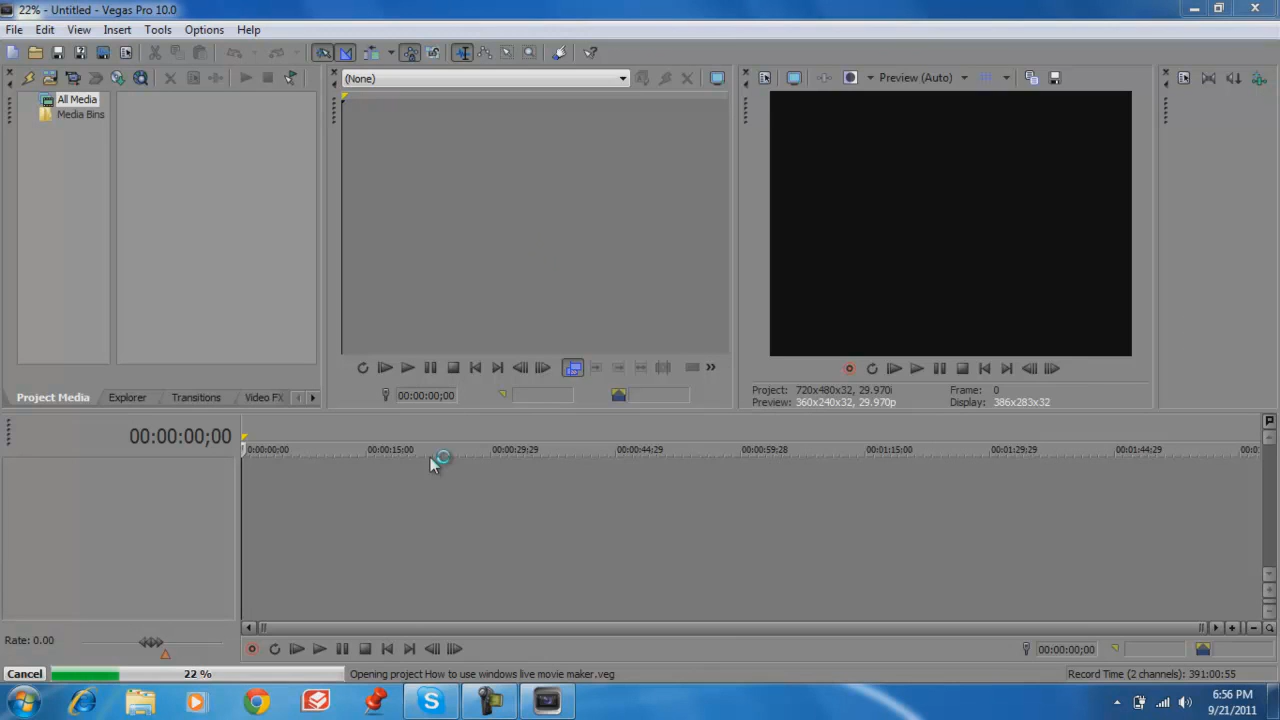 22% - Untitled - Vegas Pro 10.0
File Edit View Insert Tools Options Help
(None)
Preview (Auto)
All Media
Media Bins
Project Media Explorer Transitions Video FX
00:00:00;00
Project: 720x480x32, 29.970i
Preview: 360x240x32, 29.970p
Frame: 0
Display: 386x283x32
00:00:00;00
0:00:00;00 00:00:15;00 00:00:29;29 00:00:44;29 00:00:59;28 00:01:15;00 00:01:29;29 00:01:44;29 00:0
Rate: 0.00
00:00:00;00
Cancel 22 % Opening project How to use windows live movie maker.veg Record Time (2 channels): 391:00:55
6:56 PM
9/21/2011